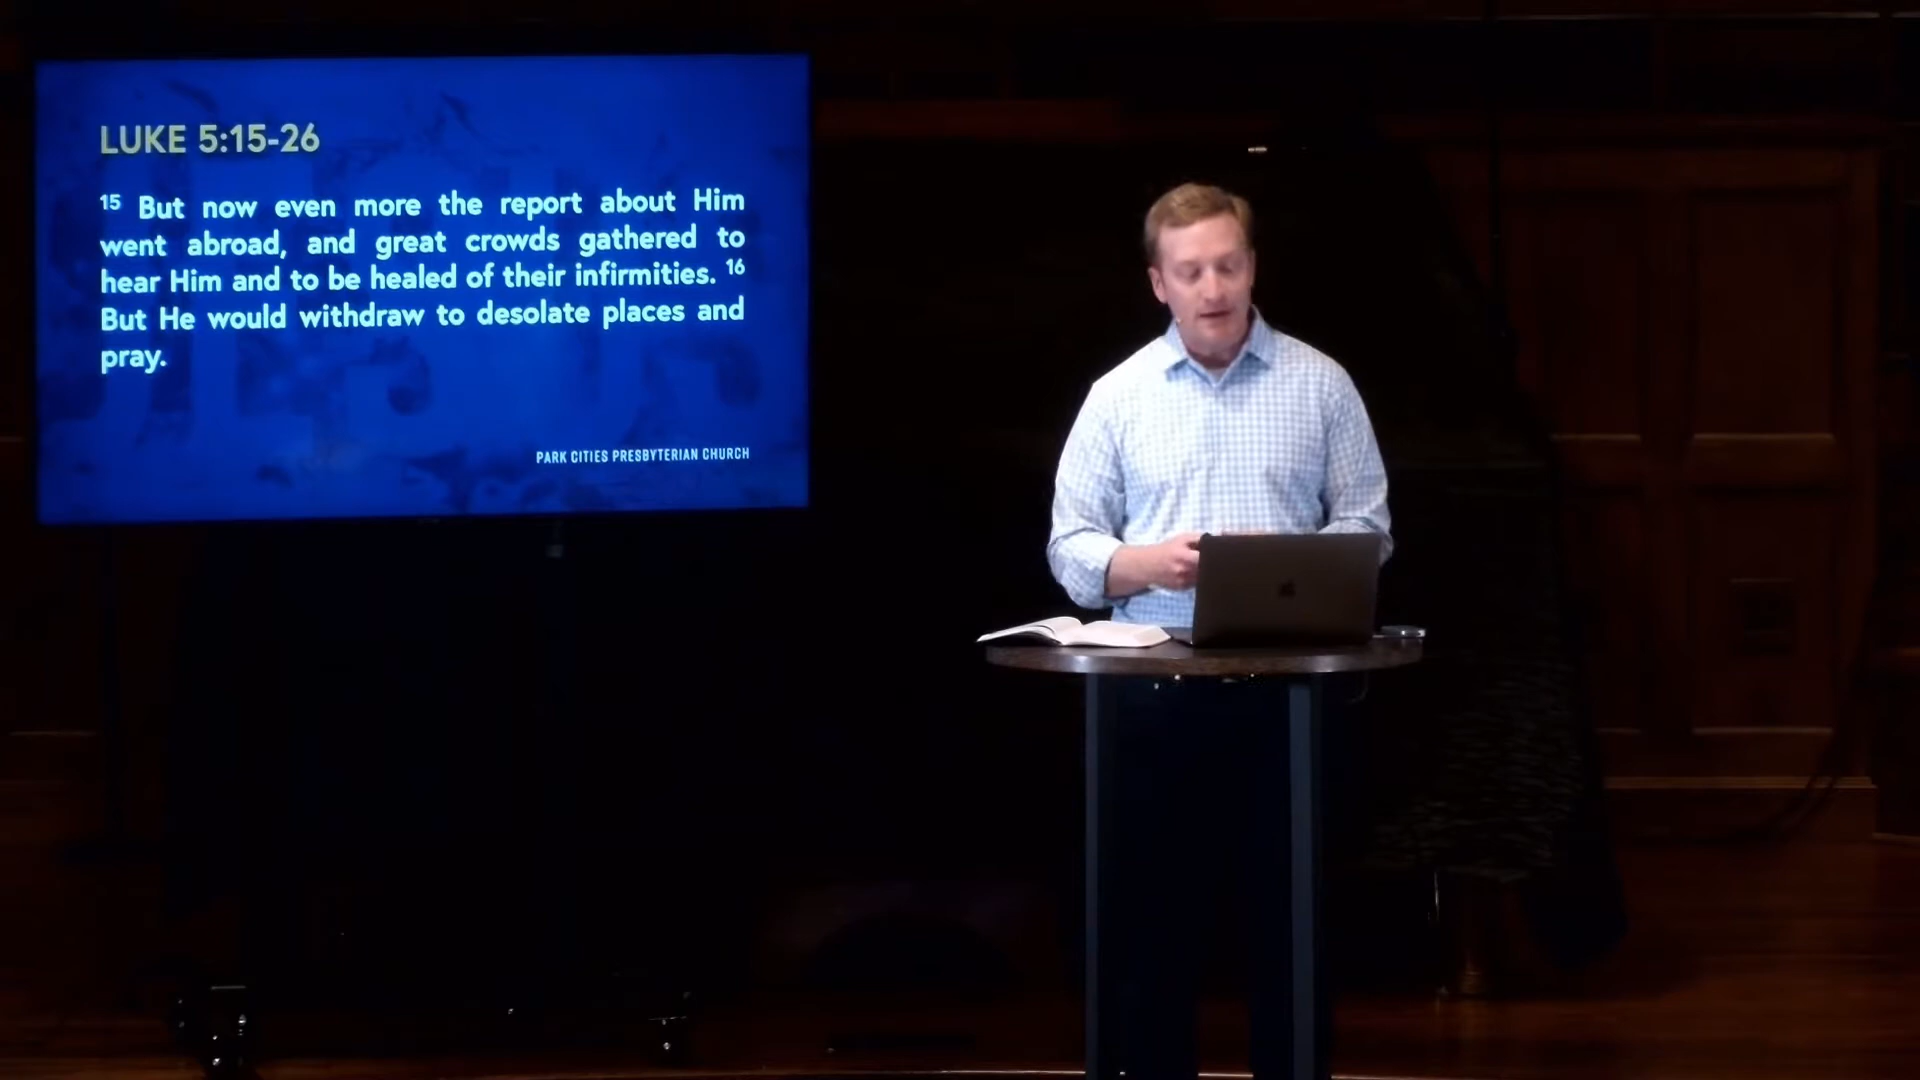 LUKE 5:15-26
15 But now even more the report about Him
went abroad, and great crowds gathered to
hear Him and to be healed of their infirmities. 16
But He would withdraw to desolate places and
pray.
PARK CITIES PRESBYTERIAN CHURCH